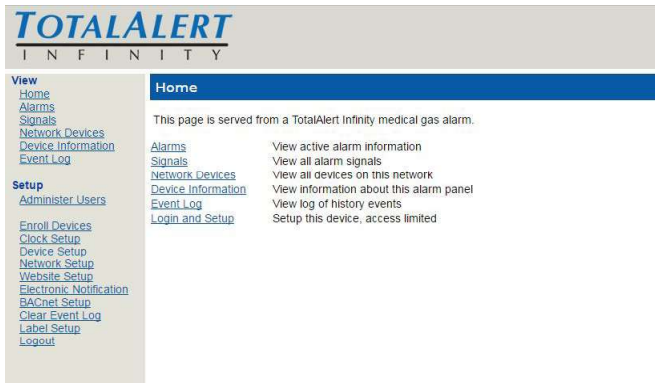 TOTALALERT
INFINITY
View
Home
Alarms
Signals
Network Devices
Device Information
Event Log
Setup
Administer Users
Enroll Devices
Clock Setup
Device Setup
Network Setup
Website Setup
Electronic Notification
BACnet Setup
Clear Event Log
Label Setup
Logout
Home
This page is served from a TotalAlert Infinity medical gas alarm.
Alarms View active alarm information
Signals View all alarm signals
Network Devices View all devices on this network
Device Information View information about this alarm panel
Event Log View log of history events
Login and Setup Setup this device, access limited